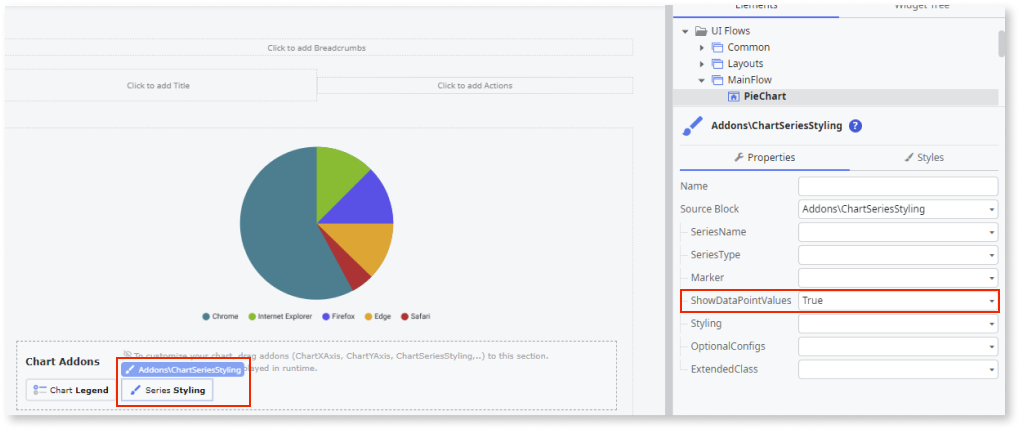 Elements
Widget Tree
Click to add Breadcrumbs
UI Flows
Common
Layouts
Click to add Title
Click to add Actions
MainFlow
PieChart
Addons\ChartSeriesStyling ?
Properties
Styles
Name
Source Block
Addons\ChartSeriesStyling
SeriesName
SeriesType
Marker
ShowDataPointValues
True
Styling
OptionalConfigs
ExtendedClass
Chrome
Internet Explorer
Firefox
Edge
Safari
Chart Addons
To customize your chart, drag addons (ChartXAxis, ChartYAxis, ChartSeriesStyling,..) to this section.
Addons\ChartSeriesStyling
played in runtime.
Chart Legend
Series Styling